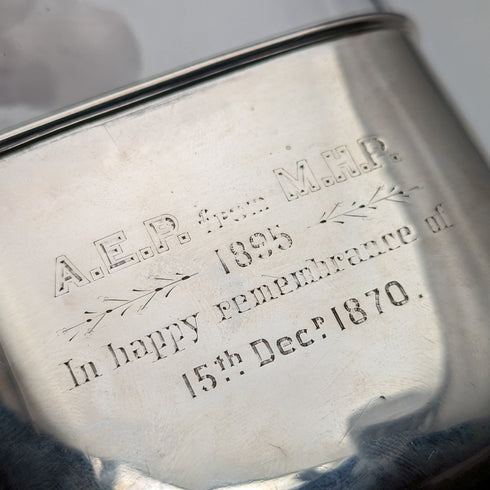 A.E.P. from M.H.P.
1895
In happy remembrance of
15th Decr. 1870.